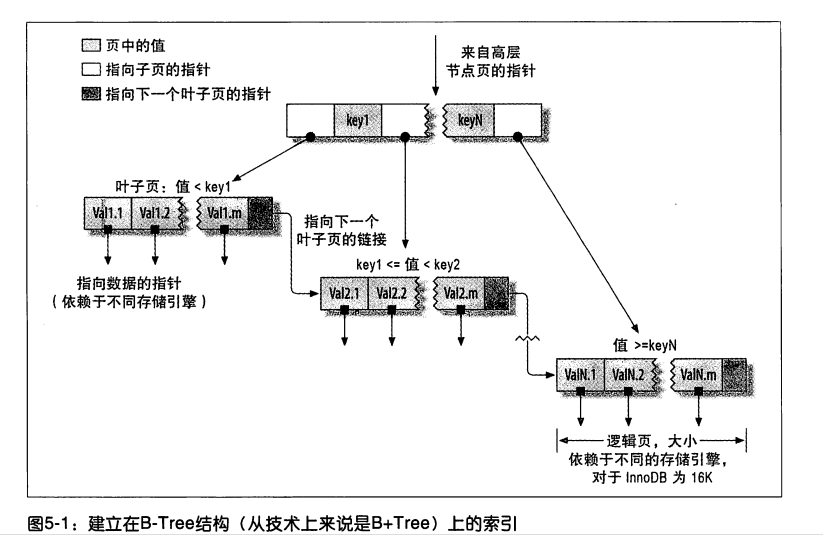 页中的值
指向子页的指针
指向下一个叶子页的指针
来自高层
节点页的指针
key1
keyN
叶子页：值 < key1
Val1.1
Val1.2
Val1.m
指向下一个
叶子页的链接
指向数据的指针
（依赖于不同存储引擎）
key1 <= 值 < key2
Val2.1
Val2.2
Val2.m
值 >=keyN
ValN.1
ValN.2
ValN.m
逻辑页，大小
依赖于不同的存储引擎，
对于 InnoDB 为 16K
图5-1：建立在B-Tree结构（从技术上来说是B+Tree）上的索引